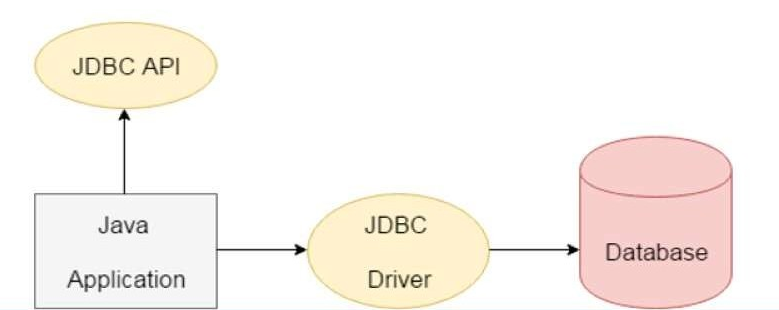 JDBC API
Java
Application
JDBC
Driver
Database